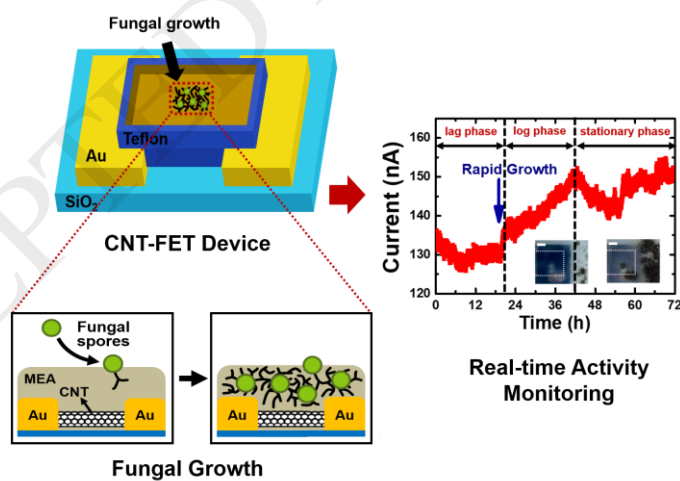 Fungal growth
Teflon
Au
SiO2
CNT-FET Device
lag phase
log phase
stationary phase
Rapid Growth
Current (nA)
160
150
140
130
120
0
12
24
36
48
60
72
Time (h)
Real-time Activity
Monitoring
Fungal
spores
MEA
CNT
Au
Au
Au
Au
Fungal Growth